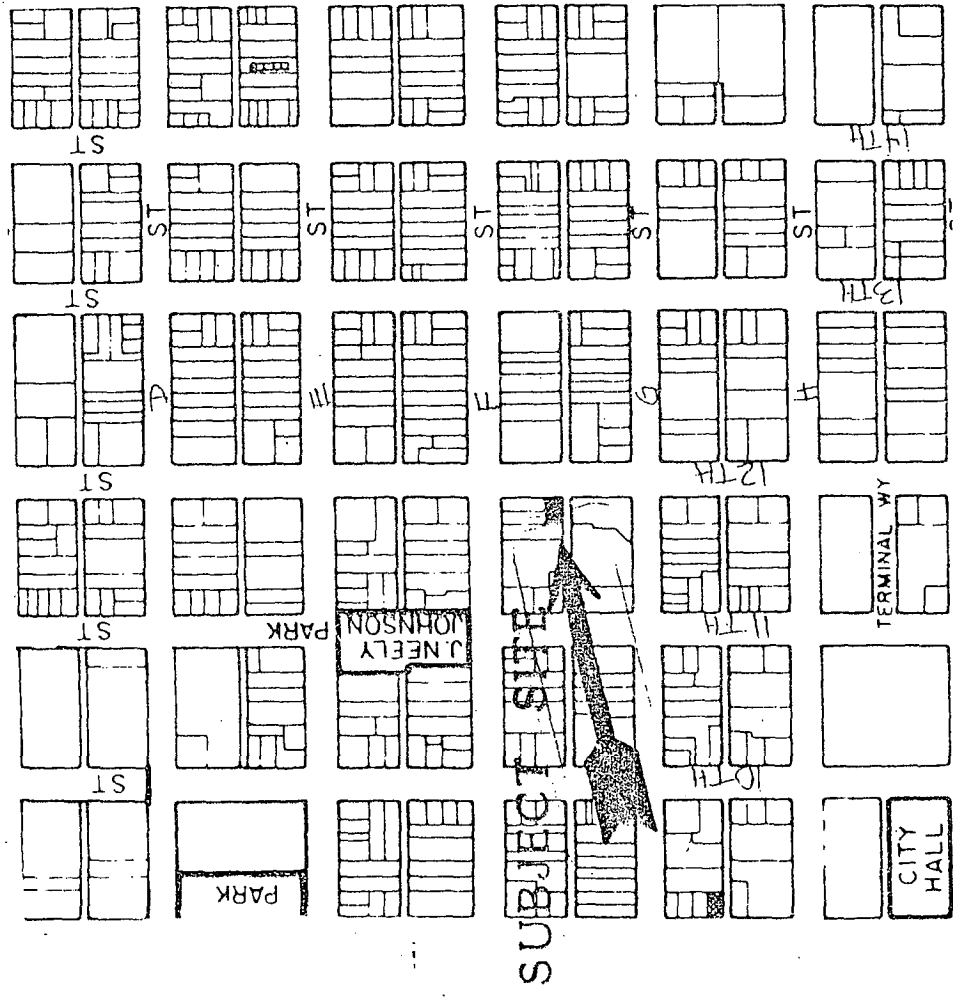 ST
14TH
ST
ST
ST
ST
ST
ST
13TH
D
E
F
G
H
ST
12TH
TERMINAL WY
ST
PARK
J.NEELY
JOHNSON
11TH
ST
10TH
PARK
SUBJECT SITE
CITY
HALL